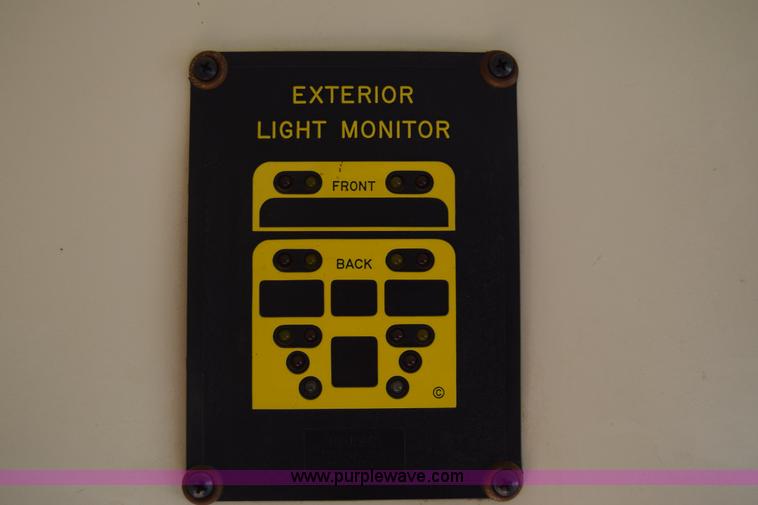 EXTERIOR
LIGHT MONITOR
FRONT
BACK
©
www.purplewave.com